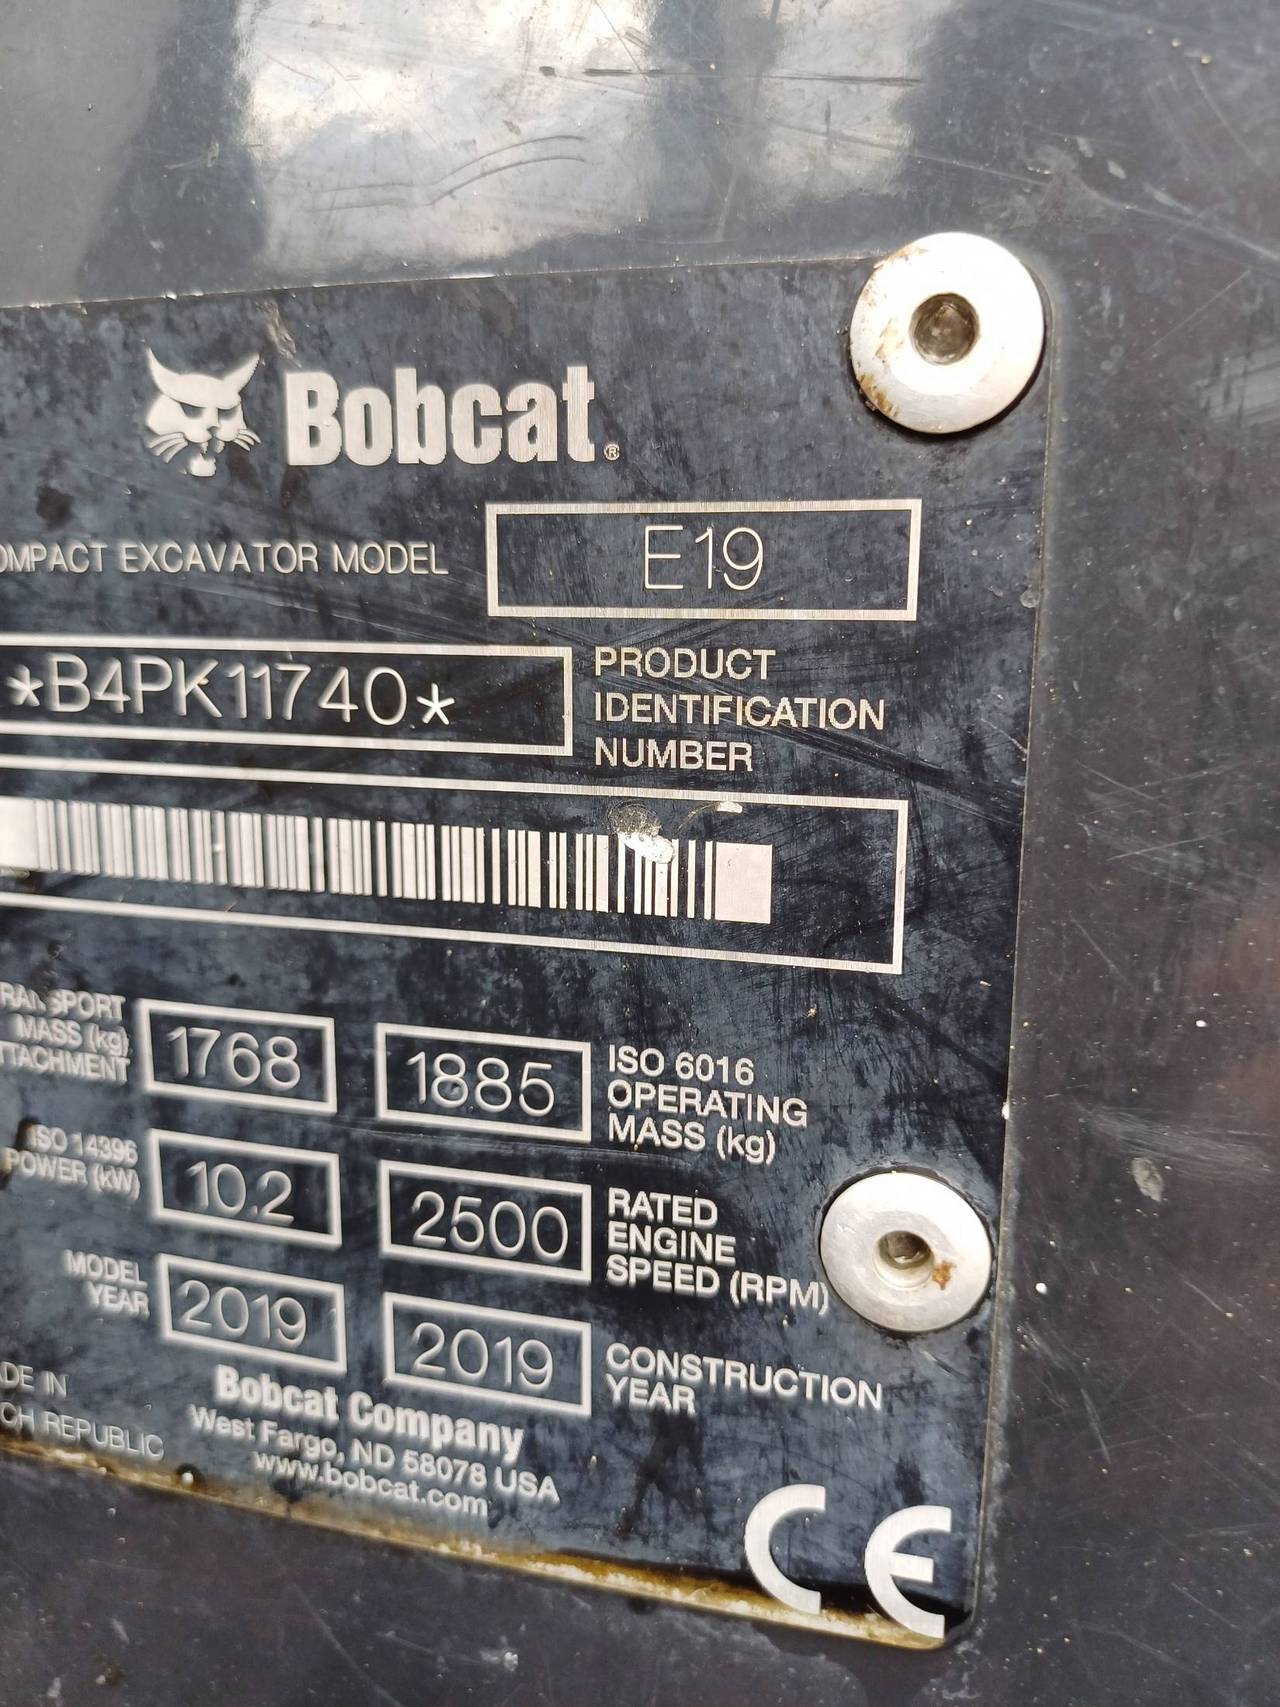 Bobcat®
OMPACT EXCAVATOR MODEL
E19
*B4PK11740*
PRODUCT
IDENTIFICATION
NUMBER
TRANSPORT
MASS (kg)
TTACHMENT
1768
1885
ISO 6016
OPERATING
MASS (kg)
ISO 14396
POWER (kW)
10.2
2500
RATED
ENGINE
SPEED (RPM)
MODEL
YEAR
2019
2019
CONSTRUCTION
YEAR
ADE IN
CH REPUBLIC
Bobcat Company
West Fargo, ND 58078 USA
www.bobcat.com
CE